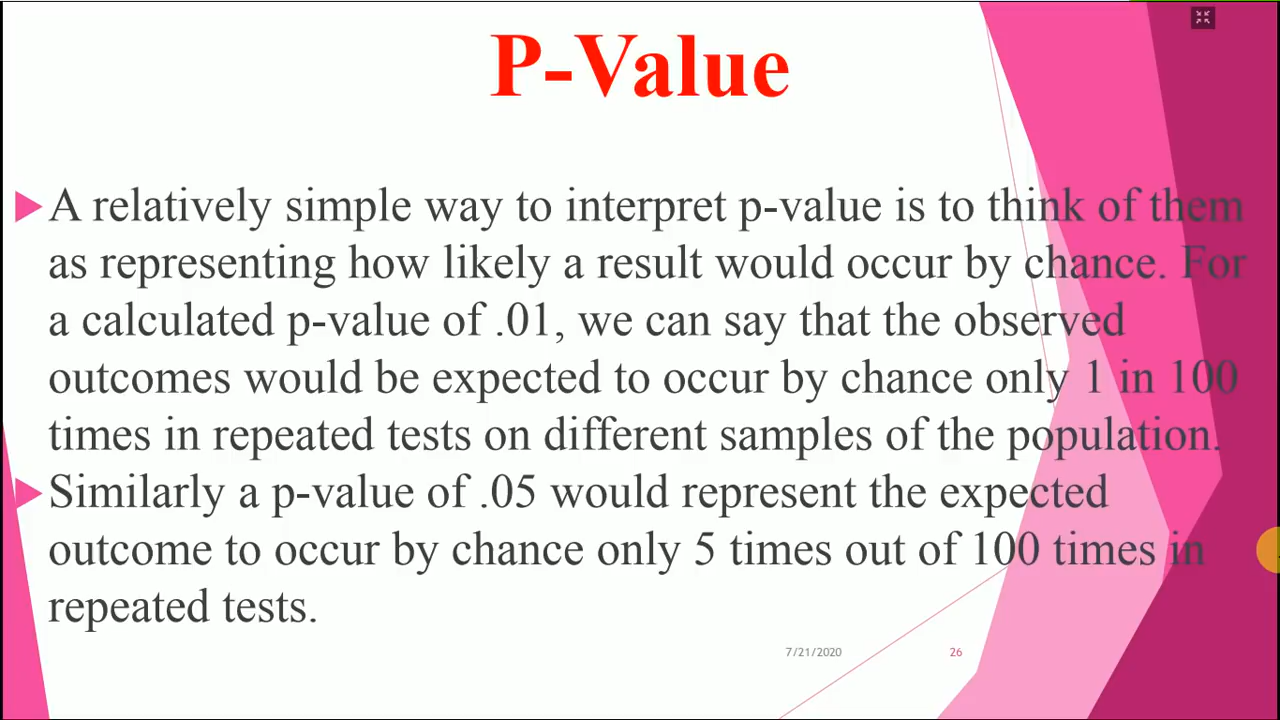 P-Value
A relatively simple way to interpret p-value is to think of them
as representing how likely a result would occur by chance. For
a calculated p-value of .01, we can say that the observed
outcomes would be expected to occur by chance only 1 in 100
times in repeated tests on different samples of the population.
Similarly a p-value of .05 would represent the expected
outcome to occur by chance only 5 times out of 100 times in
repeated tests.
7/21/2020 26